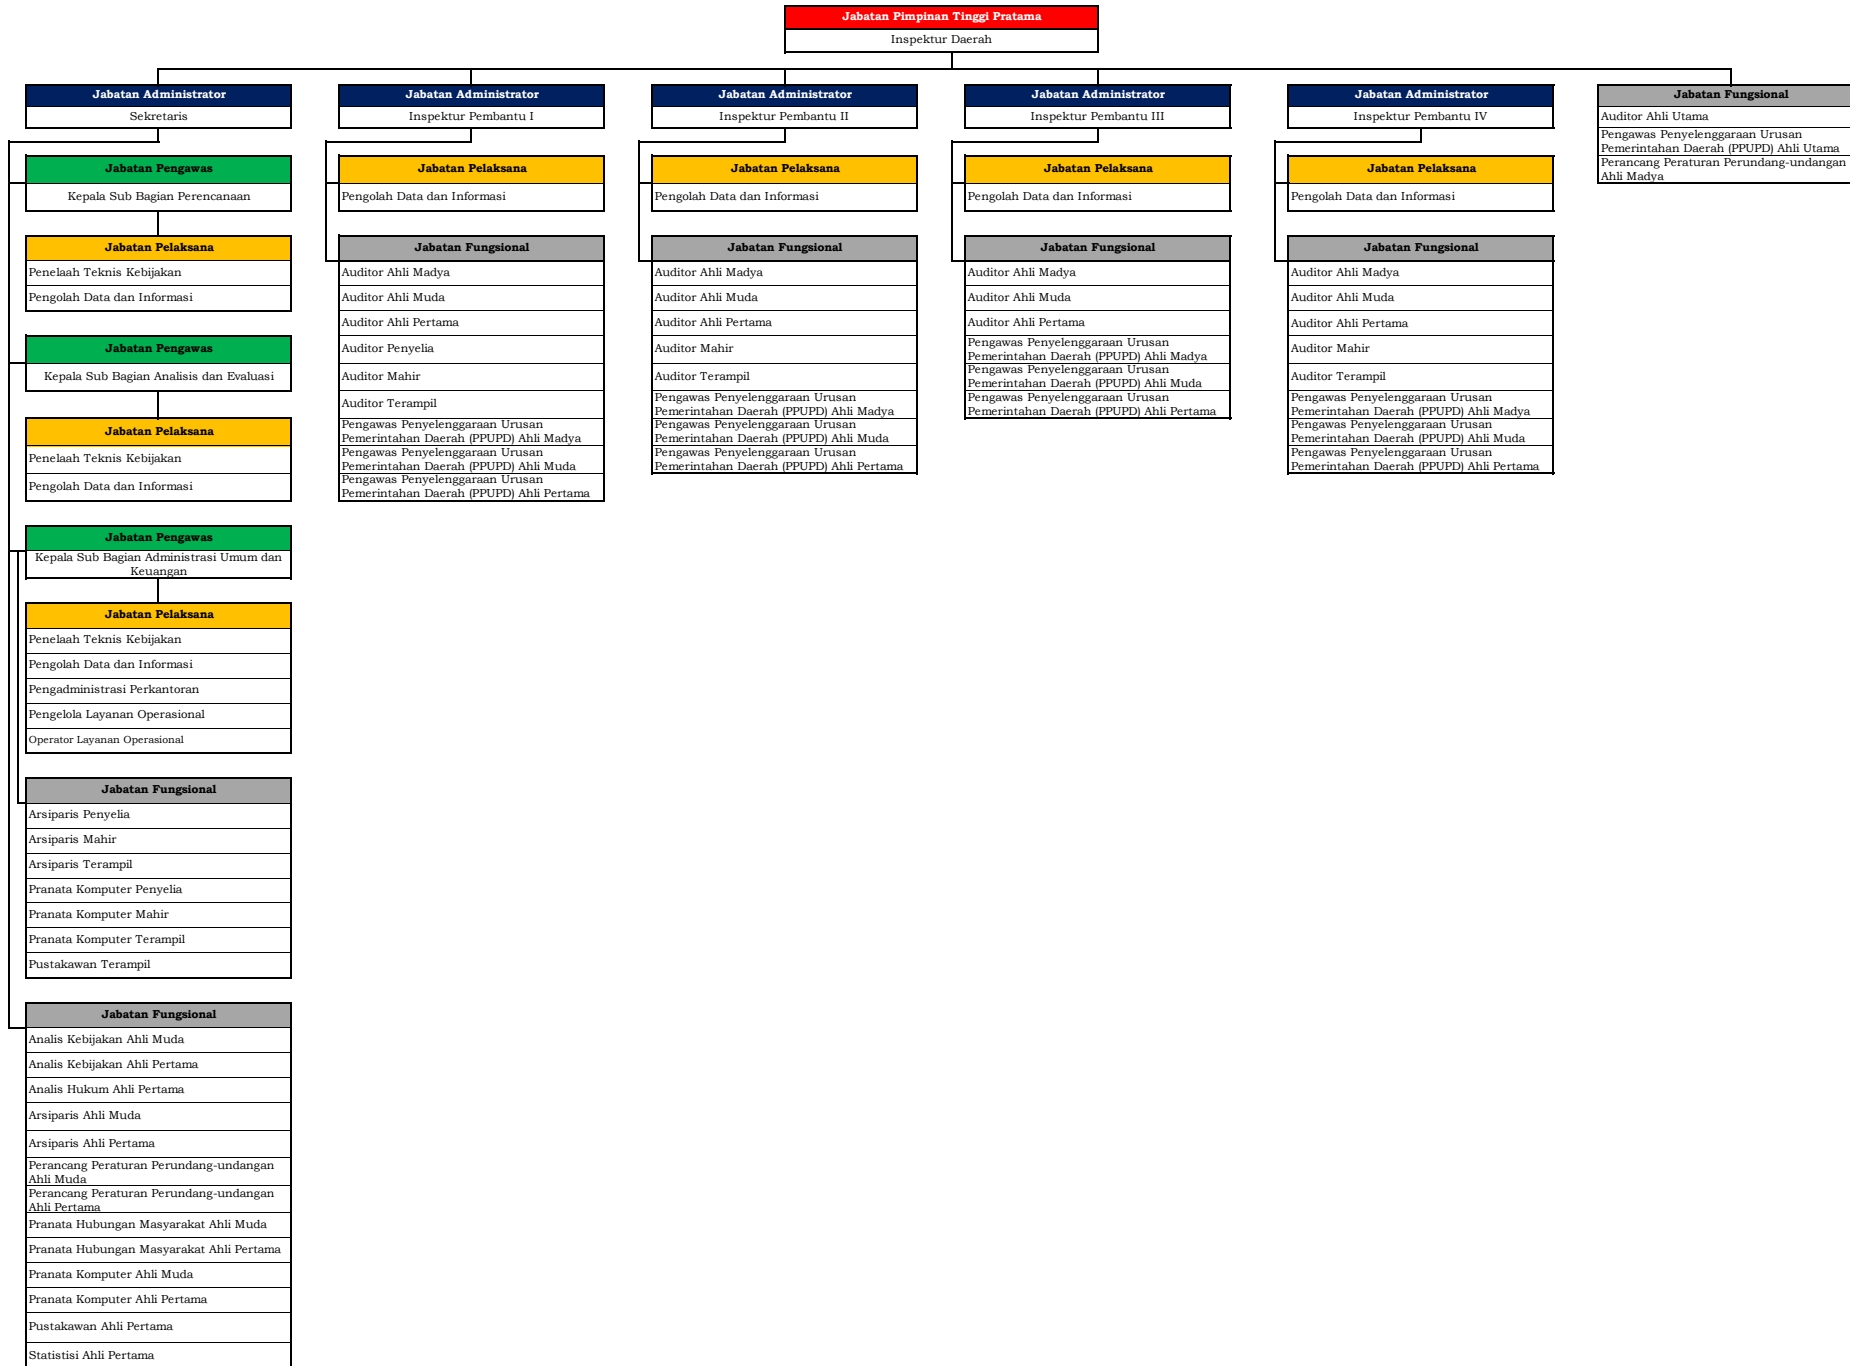 Jabatan Pimpinan Tinggi Pratama
Inspektur Daerah
Jabatan Administrator
Sekretaris
Jabatan Pengawas
Kepala Sub Bagian Perencanaan
Jabatan Pelaksana
Penelaah Teknis Kebijakan
Pengolah Data dan Informasi
Jabatan Pengawas
Kepala Sub Bagian Analisis dan Evaluasi
Jabatan Pelaksana
Penelaah Teknis Kebijakan
Pengolah Data dan Informasi
Jabatan Pengawas
Kepala Sub Bagian Administrasi Umum dan
Keuangan
Jabatan Pelaksana
Penelaah Teknis Kebijakan
Pengolah Data dan Informasi
Pengadministrasi Perkantoran
Pengelola Layanan Operasional
Operator Layanan Operasional
Jabatan Fungsional
Arsiparis Penyelia
Arsiparis Mahir
Arsiparis Terampil
Pranata Komputer Penyelia
Pranata Komputer Mahir
Pranata Komputer Terampil
Pustakawan Terampil
Jabatan Fungsional
Analis Kebijakan Ahli Muda
Analis Kebijakan Ahli Pertama
Analis Hukum Ahli Pertama
Arsiparis Ahli Muda
Arsiparis Ahli Pertama
Perancang Peraturan Perundang-undangan
Ahli Muda
Perancang Peraturan Perundang-undangan
Ahli Pertama
Pranata Hubungan Masyarakat Ahli Muda
Pranata Hubungan Masyarakat Ahli Pertama
Pranata Komputer Ahli Muda
Pranata Komputer Ahli Pertama
Pustakawan Ahli Pertama
Statistisi Ahli Pertama
Jabatan Administrator
Inspektur Pembantu I
Jabatan Pelaksana
Pengolah Data dan Informasi
Jabatan Fungsional
Auditor Ahli Madya
Auditor Ahli Muda
Auditor Ahli Pertama
Auditor Penyelia
Auditor Mahir
Auditor Terampil
Pengawas Penyelenggaraan Urusan
Pemerintahan Daerah (PPUPD) Ahli Madya
Pengawas Penyelenggaraan Urusan
Pemerintahan Daerah (PPUPD) Ahli Muda
Pengawas Penyelenggaraan Urusan
Pemerintahan Daerah (PPUPD) Ahli Pertama
Jabatan Administrator
Inspektur Pembantu II
Jabatan Pelaksana
Pengolah Data dan Informasi
Jabatan Fungsional
Auditor Ahli Madya
Auditor Ahli Muda
Auditor Ahli Pertama
Auditor Mahir
Auditor Terampil
Pengawas Penyelenggaraan Urusan
Pemerintahan Daerah (PPUPD) Ahli Madya
Pengawas Penyelenggaraan Urusan
Pemerintahan Daerah (PPUPD) Ahli Muda
Pengawas Penyelenggaraan Urusan
Pemerintahan Daerah (PPUPD) Ahli Pertama
Jabatan Administrator
Inspektur Pembantu III
Jabatan Pelaksana
Pengolah Data dan Informasi
Jabatan Fungsional
Auditor Ahli Madya
Auditor Ahli Muda
Auditor Ahli Pertama
Pengawas Penyelenggaraan Urusan
Pemerintahan Daerah (PPUPD) Ahli Madya
Pengawas Penyelenggaraan Urusan
Pemerintahan Daerah (PPUPD) Ahli Muda
Pengawas Penyelenggaraan Urusan
Pemerintahan Daerah (PPUPD) Ahli Pertama
Jabatan Administrator
Inspektur Pembantu IV
Jabatan Pelaksana
Pengolah Data dan Informasi
Jabatan Fungsional
Auditor Ahli Madya
Auditor Ahli Muda
Auditor Ahli Pertama
Auditor Mahir
Auditor Terampil
Pengawas Penyelenggaraan Urusan
Pemerintahan Daerah (PPUPD) Ahli Madya
Pengawas Penyelenggaraan Urusan
Pemerintahan Daerah (PPUPD) Ahli Muda
Pengawas Penyelenggaraan Urusan
Pemerintahan Daerah (PPUPD) Ahli Pertama
Jabatan Fungsional
Auditor Ahli Utama
Pengawas Penyelenggaraan Urusan
Pemerintahan Daerah (PPUPD) Ahli Utama
Perancang Peraturan Perundang-undangan
Ahli Madya